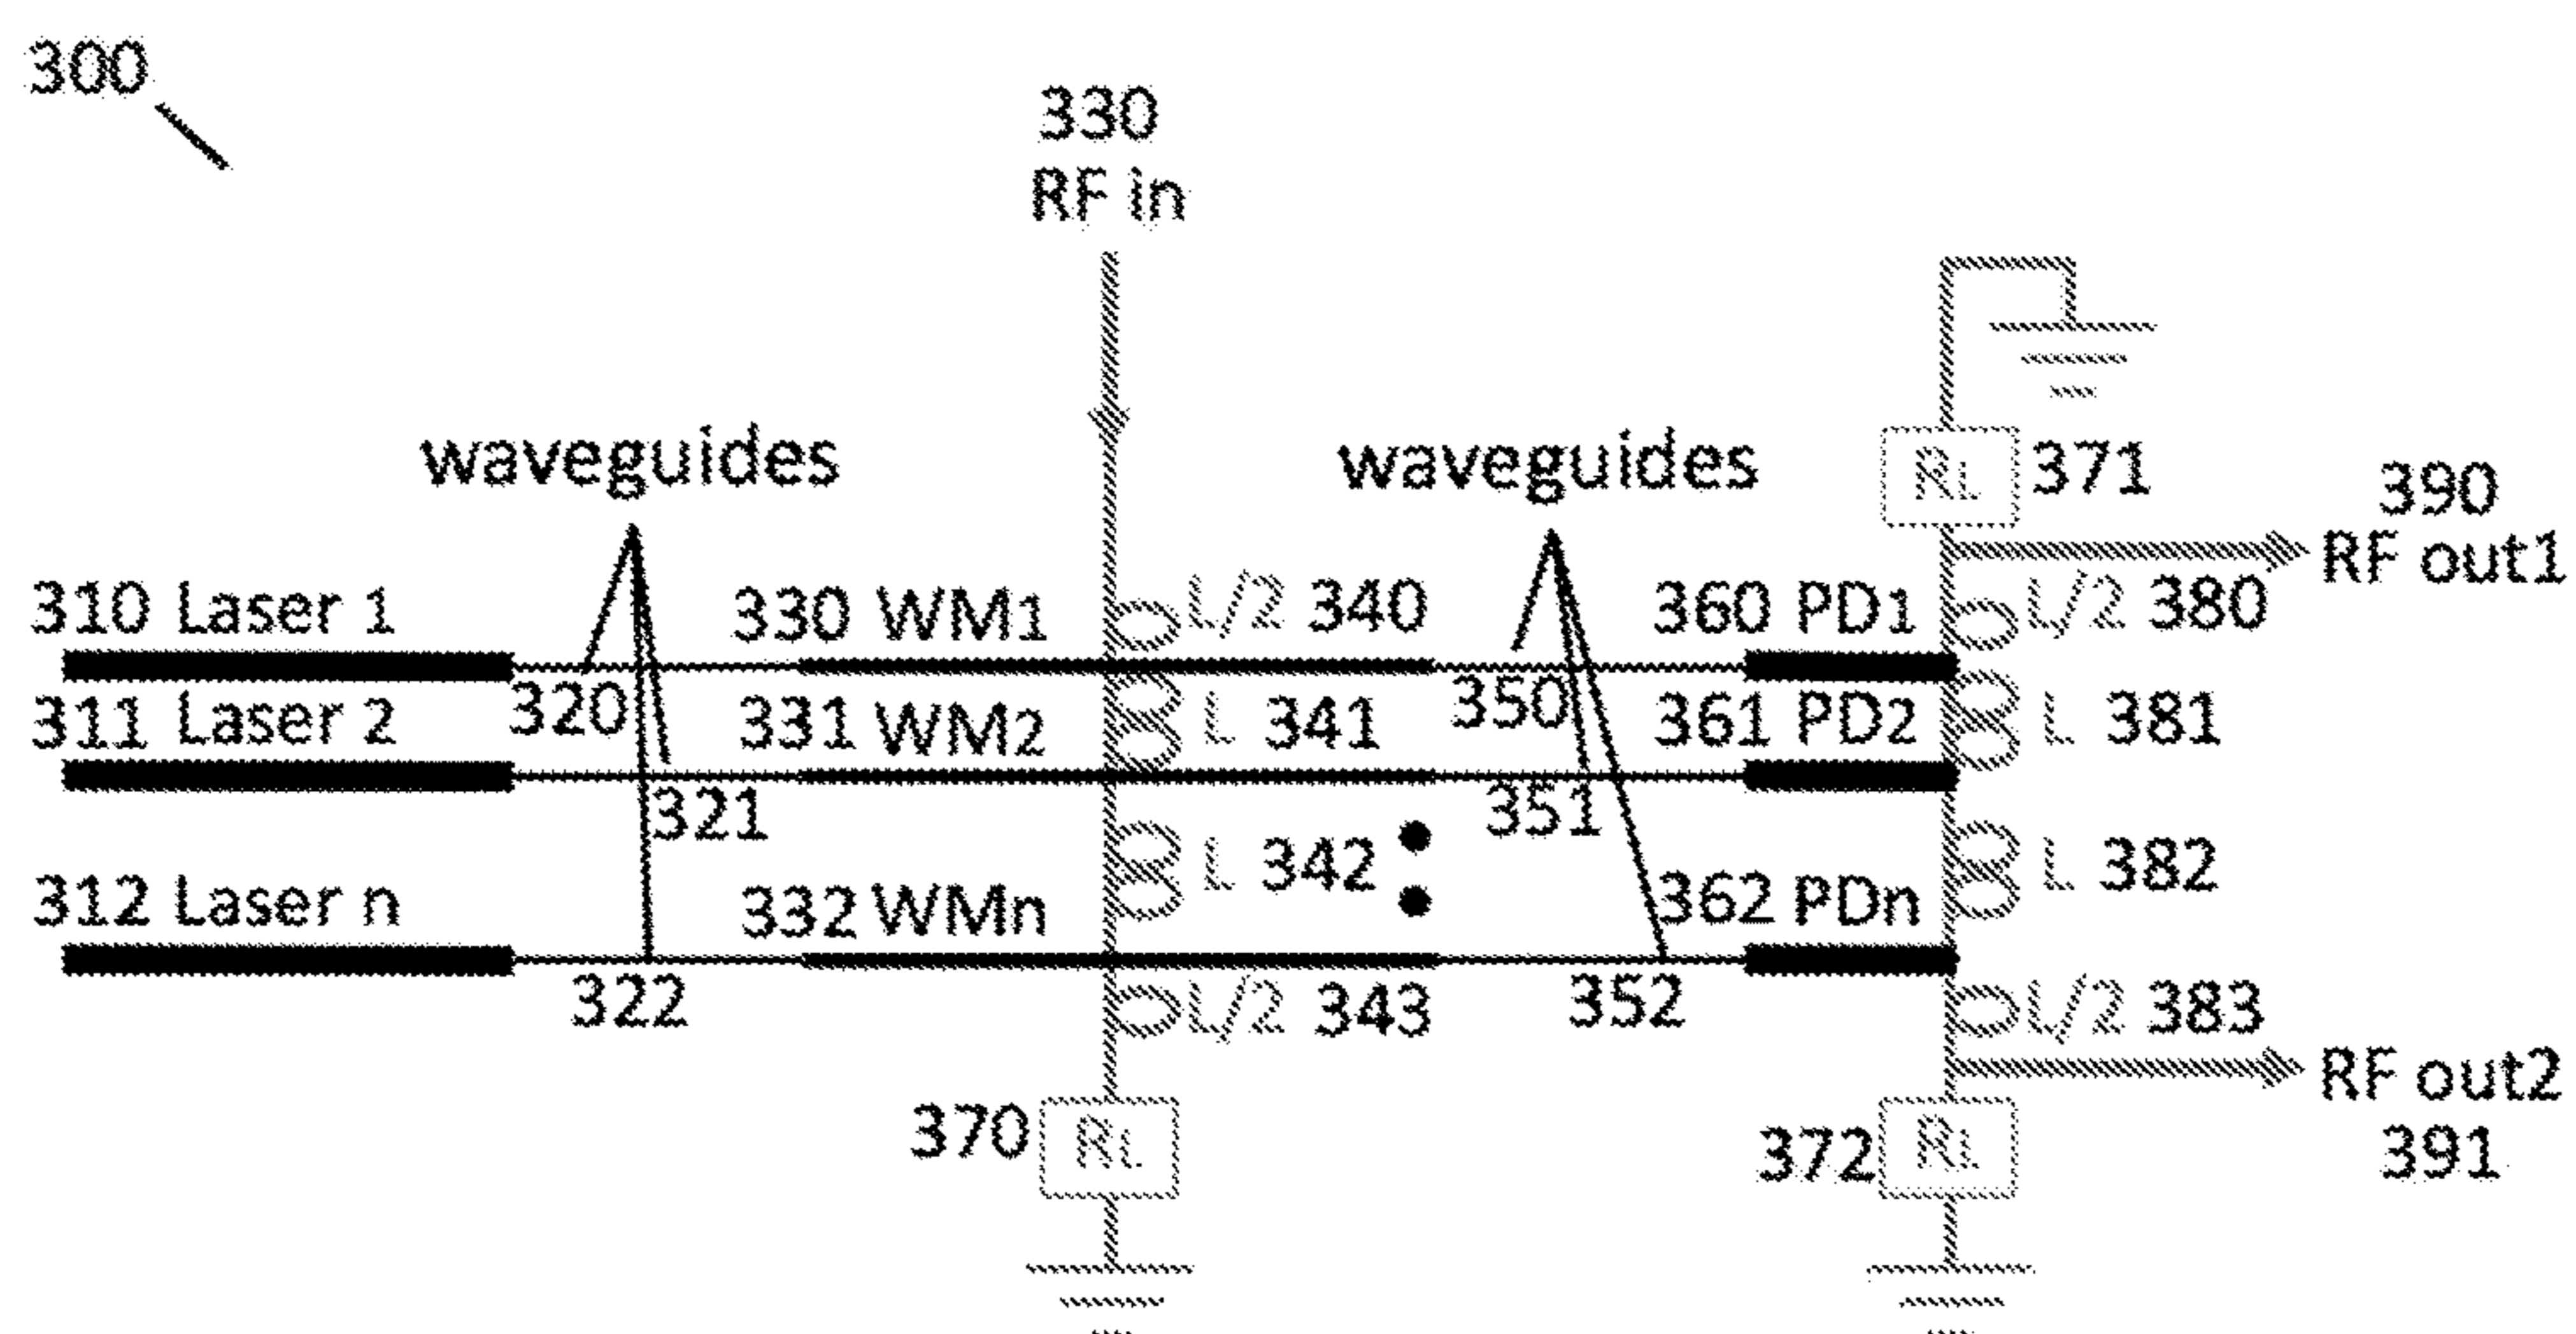 300
330
RF in
waveguides
waveguides
RL 371
390
RF out1
310 Laser 1
330 WM1
L/2 340
360 PD1
L/2 380
320
350
311 Laser 2
331 WM2
L 341
361 PD2
L 381
321
351
312 Laser n
332 WMn
L 342
362 PDn
L 382
322
L/2 343
352
L/2 383
370 RL
372 RL
RF out2
391